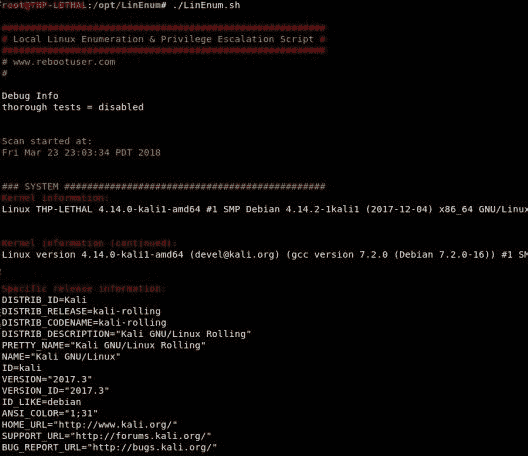 root@THP-LETHAL:/opt/LinEnum# ./LinEnum.sh
#########################################################
# Local Linux Enumeration & Privilege Escalation Script #
#########################################################
# www.rebootuser.com
#
Debug Info
thorough tests = disabled
Scan started at:
Fri Mar 23 23:03:34 PDT 2018
### SYSTEM ##############################################
Kernel information:
Linux THP-LETHAL 4.14.0-kali1-amd64 #1 SMP Debian 4.14.2-1kali1 (2017-12-04) x86_64 GNU/Linux
Kernel information (continued):
Linux version 4.14.0-kali1-amd64 (devel@kali.org) (gcc version 7.2.0 (Debian 7.2.0-16)) #1 SM
Specific release information:
DISTRIB_ID=Kali
DISTRIB_RELEASE=kali-rolling
DISTRIB_CODENAME=kali-rolling
DISTRIB_DESCRIPTION="Kali GNU/Linux Rolling"
PRETTY_NAME="Kali GNU/Linux Rolling"
NAME="Kali GNU/Linux"
ID=kali
VERSION="2017.3"
VERSION_ID="2017.3"
ID_LIKE=debian
ANSI_COLOR="1;31"
HOME_URL="http://www.kali.org/"
SUPPORT_URL="http://forums.kali.org/"
BUG_REPORT_URL="http://bugs.kali.org/"